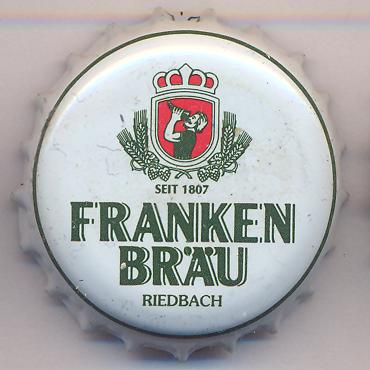 SEIT 1807
FRANKEN
BRÄU
RIEDBACH